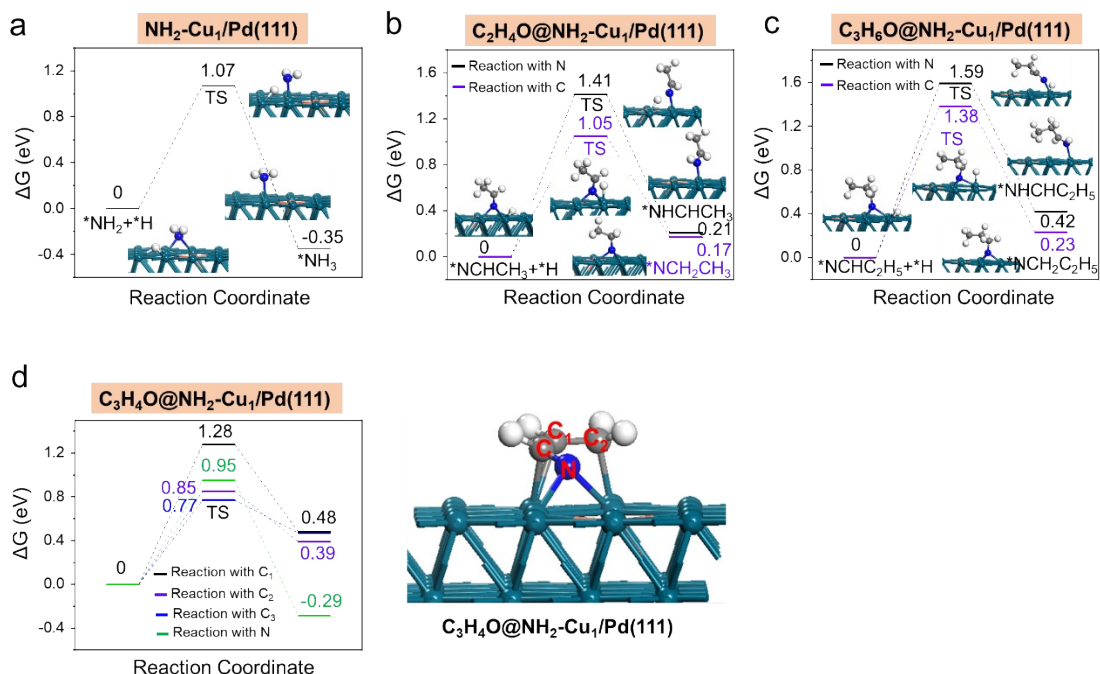 a
NH₂-Cu₁/Pd(111)
ΔG (eV)
1.2
0.8
0.4
0.0
-0.4
1.07
TS
0
*NH₂+*H
-0.35
*NH₃
Reaction Coordinate
b
C₂H₄O@NH₂-Cu₁/Pd(111)
Reaction with N
Reaction with C
ΔG (eV)
1.6
1.2
0.8
0.4
0.0
1.41
TS
1.05
TS
0
*NCHCH₃+*H
*NHCHCH₃
0.21
0.17
*NCH₂CH₃
Reaction Coordinate
c
C₃H₆O@NH₂-Cu₁/Pd(111)
Reaction with N
Reaction with C
ΔG (eV)
1.6
1.2
0.8
0.4
0.0
1.59
TS
1.38
TS
0
*NCHC₂H₅+*H
*NHCHC₂H₅
0.42
0.23
*NCH₂C₂H₅
Reaction Coordinate
d
C₃H₄O@NH₂-Cu₁/Pd(111)
ΔG (eV)
1.2
0.8
0.4
0.0
-0.4
1.28
0.95
0.85
0.77
TS
0
0.48
0.39
-0.29
Reaction with C₁
Reaction with C₂
Reaction with C₃
Reaction with N
Reaction Coordinate
C C₁ C₂
N
C₃H₄O@NH₂-Cu₁/Pd(111)